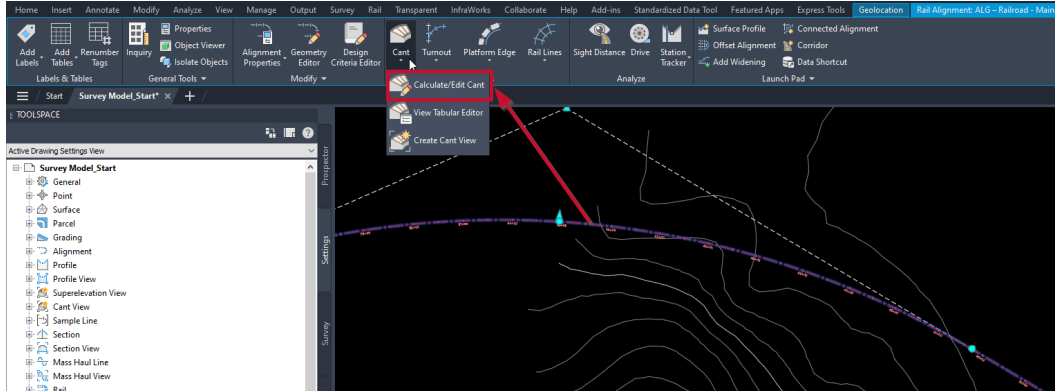 Home Insert Annotate Modify Analyze View Manage Output Survey Rail Transparent InfraWorks Collaborate Help Add-ins Standardized Data Tool Featured Apps Express Tools Geolocation Rail Alignment: ALG – Railroad - Main
Add Labels
Add Tables
Renumber Tags
Inquiry
Properties
Object Viewer
Isolate Objects
Alignment Properties
Geometry Editor
Design Criteria Editor
Cant
Turnout
Platform Edge
Rail Lines
Sight Distance
Drive
Station Tracker
Surface Profile
Offset Alignment
Add Widening
Connected Alignment
Corridor
Data Shortcut
Labels & Tables
General Tools
Modify
Analyze
Launch Pad
Calculate/Edit Cant
View Tabular Editor
Create Cant View
Start
Survey Model_Start*
TOOLSPACE
Active Drawing Settings View
Survey Model_Start
General
Point
Surface
Parcel
Grading
Alignment
Profile
Profile View
Superelevation View
Cant View
Sample Line
Section
Section View
Mass Haul Line
Mass Haul View
Rail
Prospector
Settings
Survey